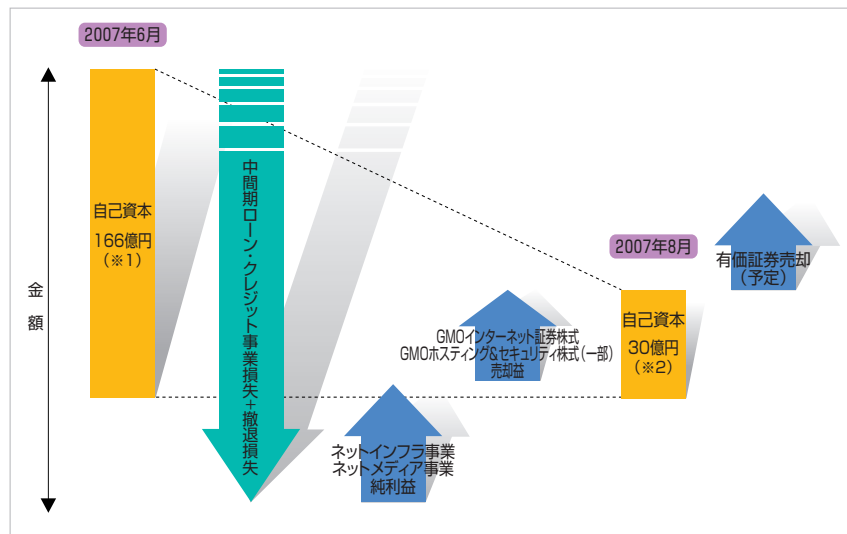 2007年6月
金額
自己資本
166億円
(※1)
中間期ローン・クレジット事業損失+撤退損失
ネットインフラ事業
ネットメディア事業
純利益
GMOインターネット証券株式
GMOホスティング&セキュリティ株式(一部)
売却益
2007年8月
自己資本
30億円
(※2)
有価証券売却
(予定)